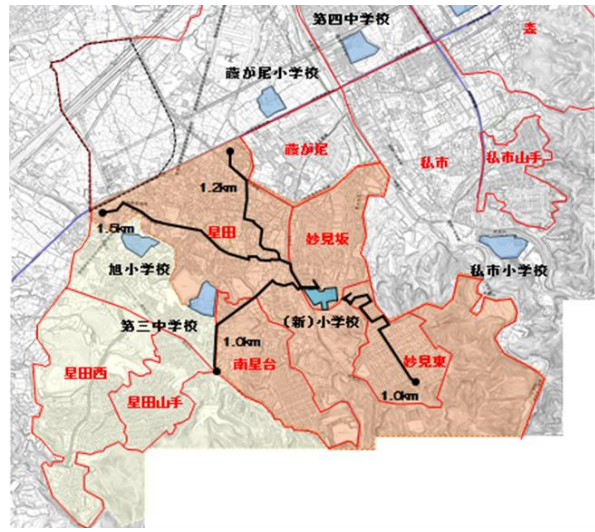 第四中学校
寺
藤が尾小学校
藤が尾
私市
私市山手
1.2km
1.5km
星田
妙見坂
旭小学校
私市小学校
第三中学校
(新)小学校
1.0km
星田西
南星台
妙見東
星田山手
1.0km